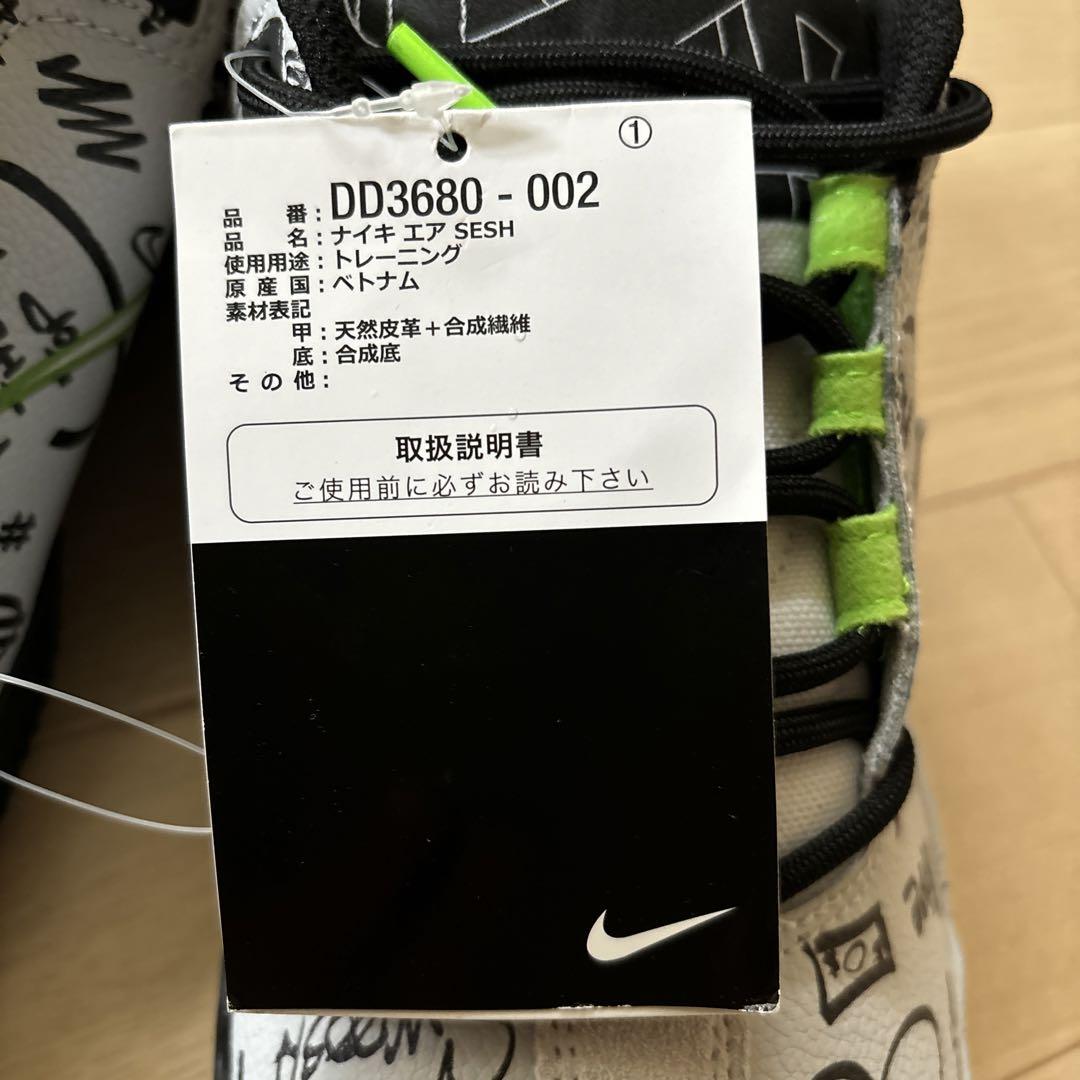 ①
品番：DD3680 - 002
品名：ナイキ エア SESH
使用用途：トレーニング
原産国：ベトナム
素材表記
甲：天然皮革＋合成繊維
底：合成底
その他：
取扱説明書
ご使用前に必ずお読み下さい